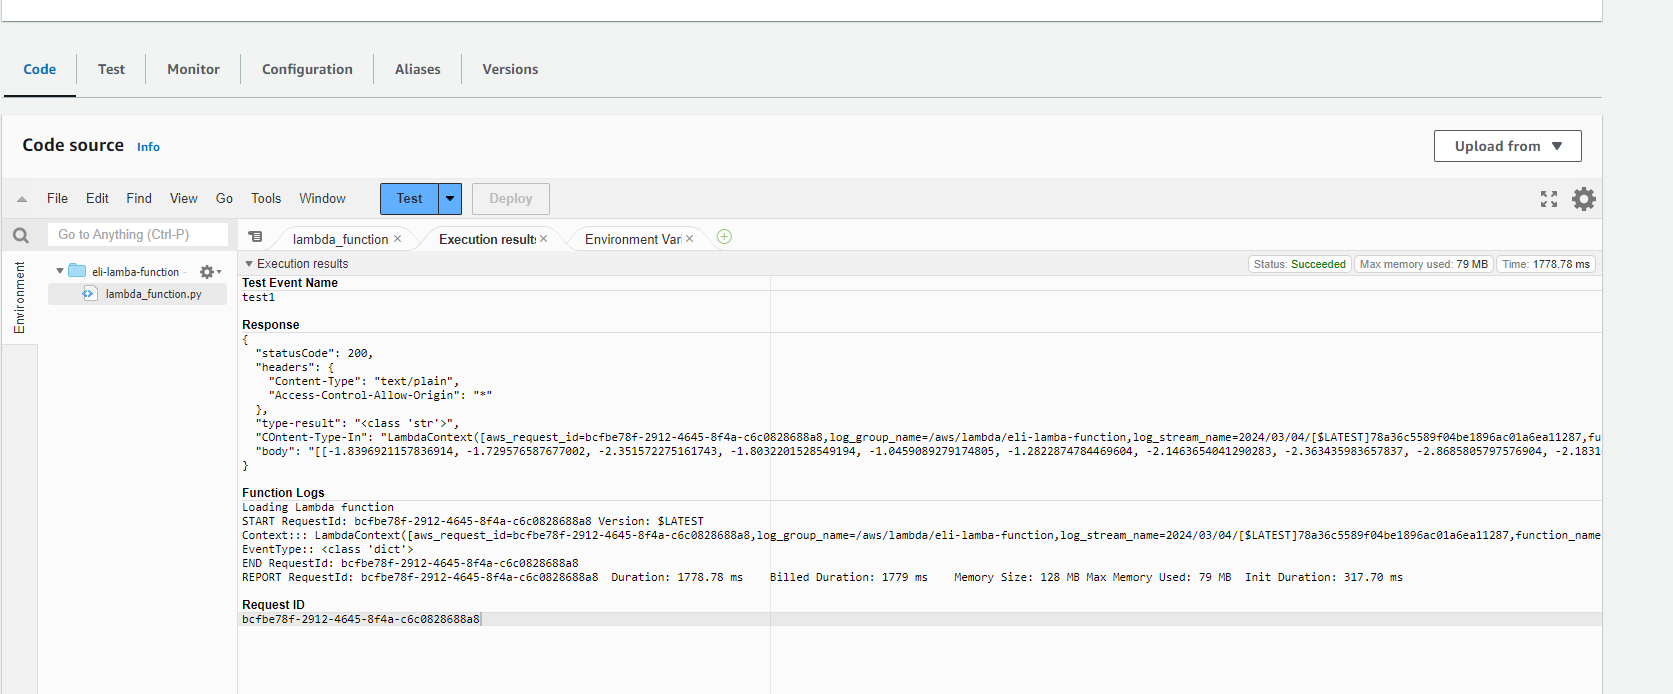 Code Test Monitor Configuration Aliases Versions
Code source Info
Upload from
File Edit Find View Go Tools Window Test Deploy
Go to Anything (Ctrl-P)
lambda_function × Execution results × Environment Vari ×
Environment
eli-lamba-function -
lambda_function.py
Execution results
Status: Succeeded Max memory used: 79 MB Time: 1778.78 ms
Test Event Name
test1
Response
{
"statusCode": 200,
"headers": {
"Content-Type": "text/plain",
"Access-Control-Allow-Origin": "*"
},
"type-result": "<class 'str'>",
"COntent-Type-In": "LambdaContext([aws_request_id=bcfbe78f-2912-4645-8f4a-c6c0828688a8,log_group_name=/aws/lambda/eli-lamba-function,log_stream_name=2024/03/04/[$LATEST]78a36c5589f04be1896ac01a6ea11287,fu
"body": "[[-1.8396921157836914, -1.729576587677002, -2.351572275161743, -1.8032201528549194, -1.0459089279174805, -1.2822874784469604, -2.1463654041290283, -2.363435983657837, -2.8685805797576904, -2.1831
}
Function Logs
Loading Lambda function
START RequestId: bcfbe78f-2912-4645-8f4a-c6c0828688a8 Version: $LATEST
Context::: LambdaContext([aws_request_id=bcfbe78f-2912-4645-8f4a-c6c0828688a8,log_group_name=/aws/lambda/eli-lamba-function,log_stream_name=2024/03/04/[$LATEST]78a36c5589f04be1896ac01a6ea11287,function_name
EventType:: <class 'dict'>
END RequestId: bcfbe78f-2912-4645-8f4a-c6c0828688a8
REPORT RequestId: bcfbe78f-2912-4645-8f4a-c6c0828688a8 Duration: 1778.78 ms Billed Duration: 1779 ms Memory Size: 128 MB Max Memory Used: 79 MB Init Duration: 317.70 ms
Request ID
bcfbe78f-2912-4645-8f4a-c6c0828688a8